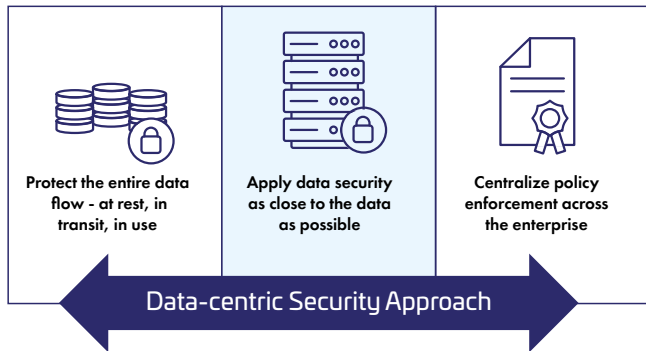 Protect the entire data
flow - at rest, in
transit, in use
Apply data security
as close to the data
as possible
Centralize policy
enforcement across
the enterprise
Data-centric Security Approach